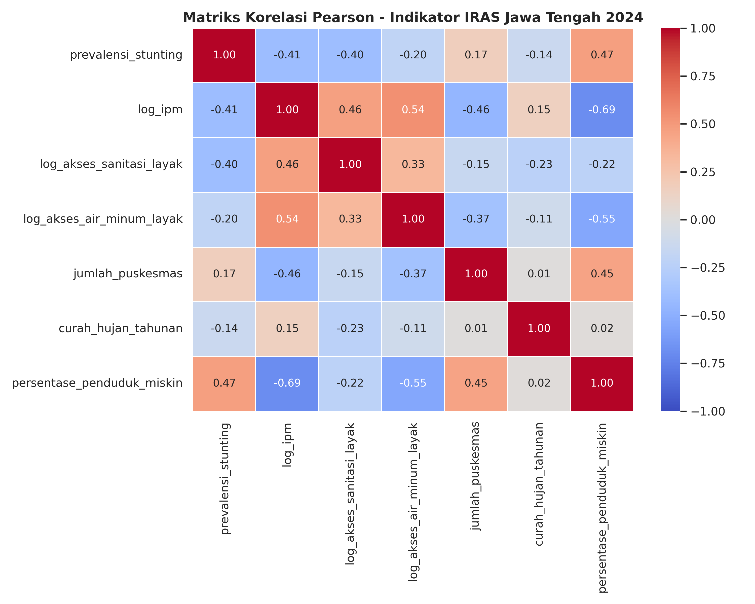 Matriks Korelasi Pearson - Indikator IRAS Jawa Tengah 2024
prevalensi_stunting 1.00 -0.41 -0.40 -0.20 0.17 -0.14 0.47
log_ipm -0.41 1.00 0.46 0.54 -0.46 0.15 -0.69
log_akses_sanitasi_layak -0.40 0.46 1.00 0.33 -0.15 -0.23 -0.22
log_akses_air_minum_layak -0.20 0.54 0.33 1.00 -0.37 -0.11 -0.55
jumlah_puskesmas 0.17 -0.46 -0.15 -0.37 1.00 0.01 0.45
curah_hujan_tahunan -0.14 0.15 -0.23 -0.11 0.01 1.00 0.02
persentase_penduduk_miskin 0.47 -0.69 -0.22 -0.55 0.45 0.02 1.00
prevalensi_stunting
log_ipm
log_akses_sanitasi_layak
log_akses_air_minum_layak
jumlah_puskesmas
curah_hujan_tahunan
persentase_penduduk_miskin
1.00
0.75
0.50
0.25
0.00
−0.25
−0.50
−0.75
−1.00